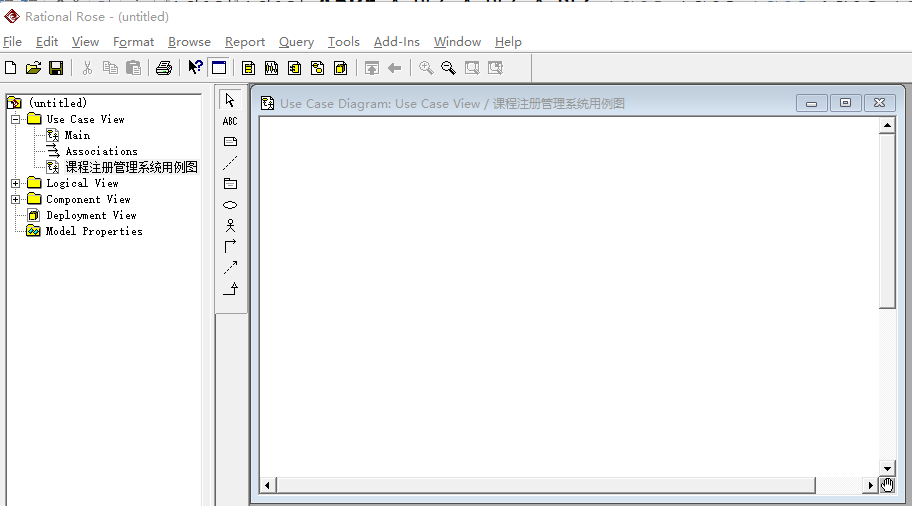 Rational Rose - (untitled)
File Edit View Format Browse Report Query Tools Add-Ins Window Help
(untitled)
Use Case View
Main
Associations
课程注册管理系统用例图
Logical View
Component View
Deployment View
Model Properties
ABC
Use Case Diagram: Use Case View / 课程注册管理系统用例图